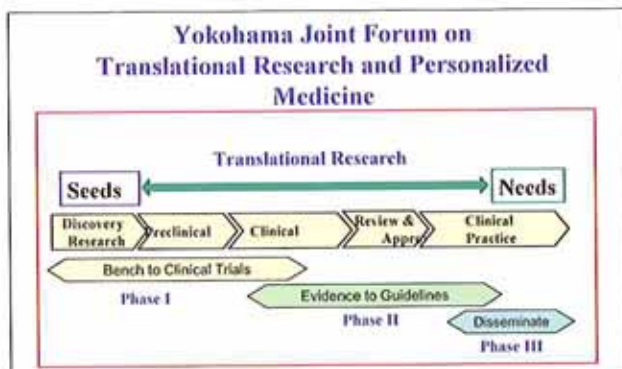 Yokohama Joint Forum on
Translational Research and Personalized
Medicine
Translational Research
Seeds
Needs
Discovery
Research
Preclinical
Clinical
Review &
Appro
Clinical
Practice
Bench to Clinical Trials
Phase I
Evidence to Guidelines
Phase II
Disseminate
Phase III